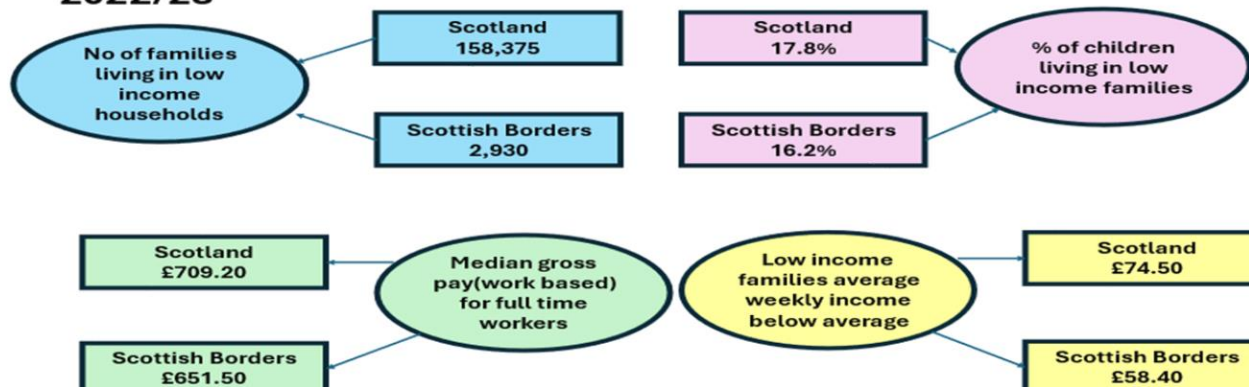 2022/23
No of families
living in low
income
households
Scotland
158,375
Scottish Borders
2,930
Scotland
17.8%
Scottish Borders
16.2%
% of children
living in low
income families
Scotland
£709.20
Scottish Borders
£651.50
Median gross
pay(work based)
for full time
workers
Low income
families average
weekly income
below average
Scotland
£74.50
Scottish Borders
£58.40